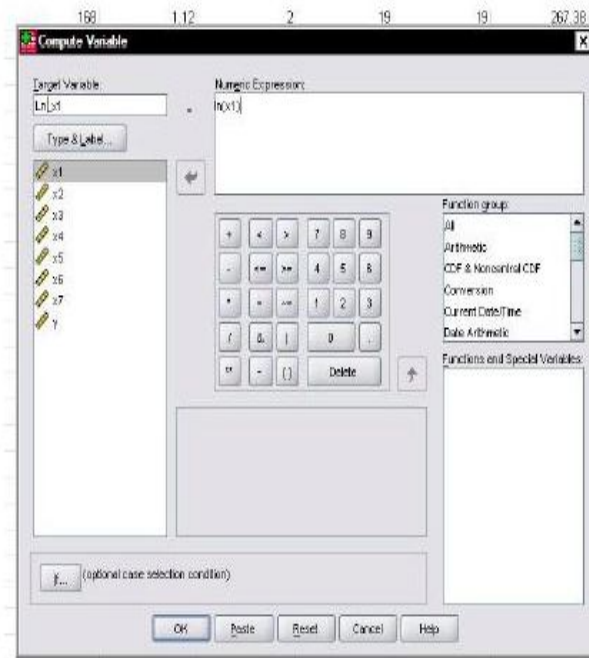 168 1.12 2 19 19 267.38
Compute Variable
Target Variable: Numeric Expression:
Ln_x1 = ln(x1)
Type & Label...
x1
x2
x3
x4
x5
x6
x7
y
Function group:
All
Arithmetic
CDF & Noncentral CDF
Conversion
Current Date/Time
Date Arithmetic
+ < > 7 8 9
- <= >= 4 5 6
* = ~= 1 2 3
/ & | 0 .
** ~ ( ) Delete
Functions and Special Variables:
If... (optional case selection condition)
OK Paste Reset Cancel Help